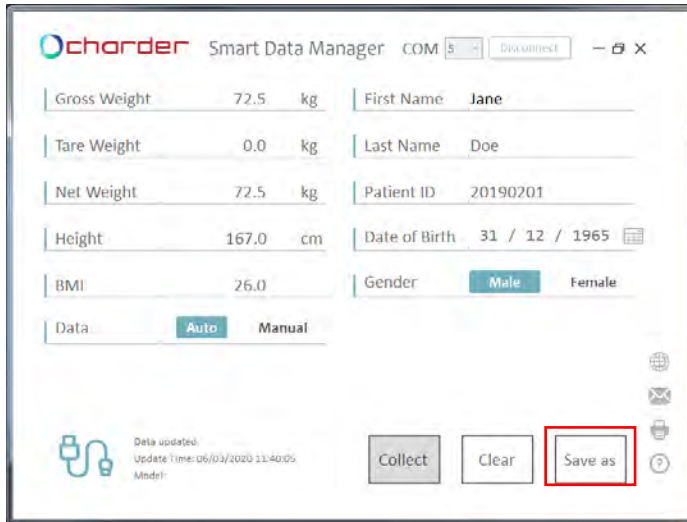 charder Smart Data Manager COM 5 Disconnect
Gross Weight 72.5 kg
Tare Weight 0.0 kg
Net Weight 72.5 kg
Height 167.0 cm
BMI 26.0
Data Auto Manual
First Name Jane
Last Name Doe
Patient ID 20190201
Date of Birth 31 / 12 / 1965
Gender Male Female
Data updated.
Update Time: 06/03/2020 11:40:05
Model:
Collect Clear Save as
?